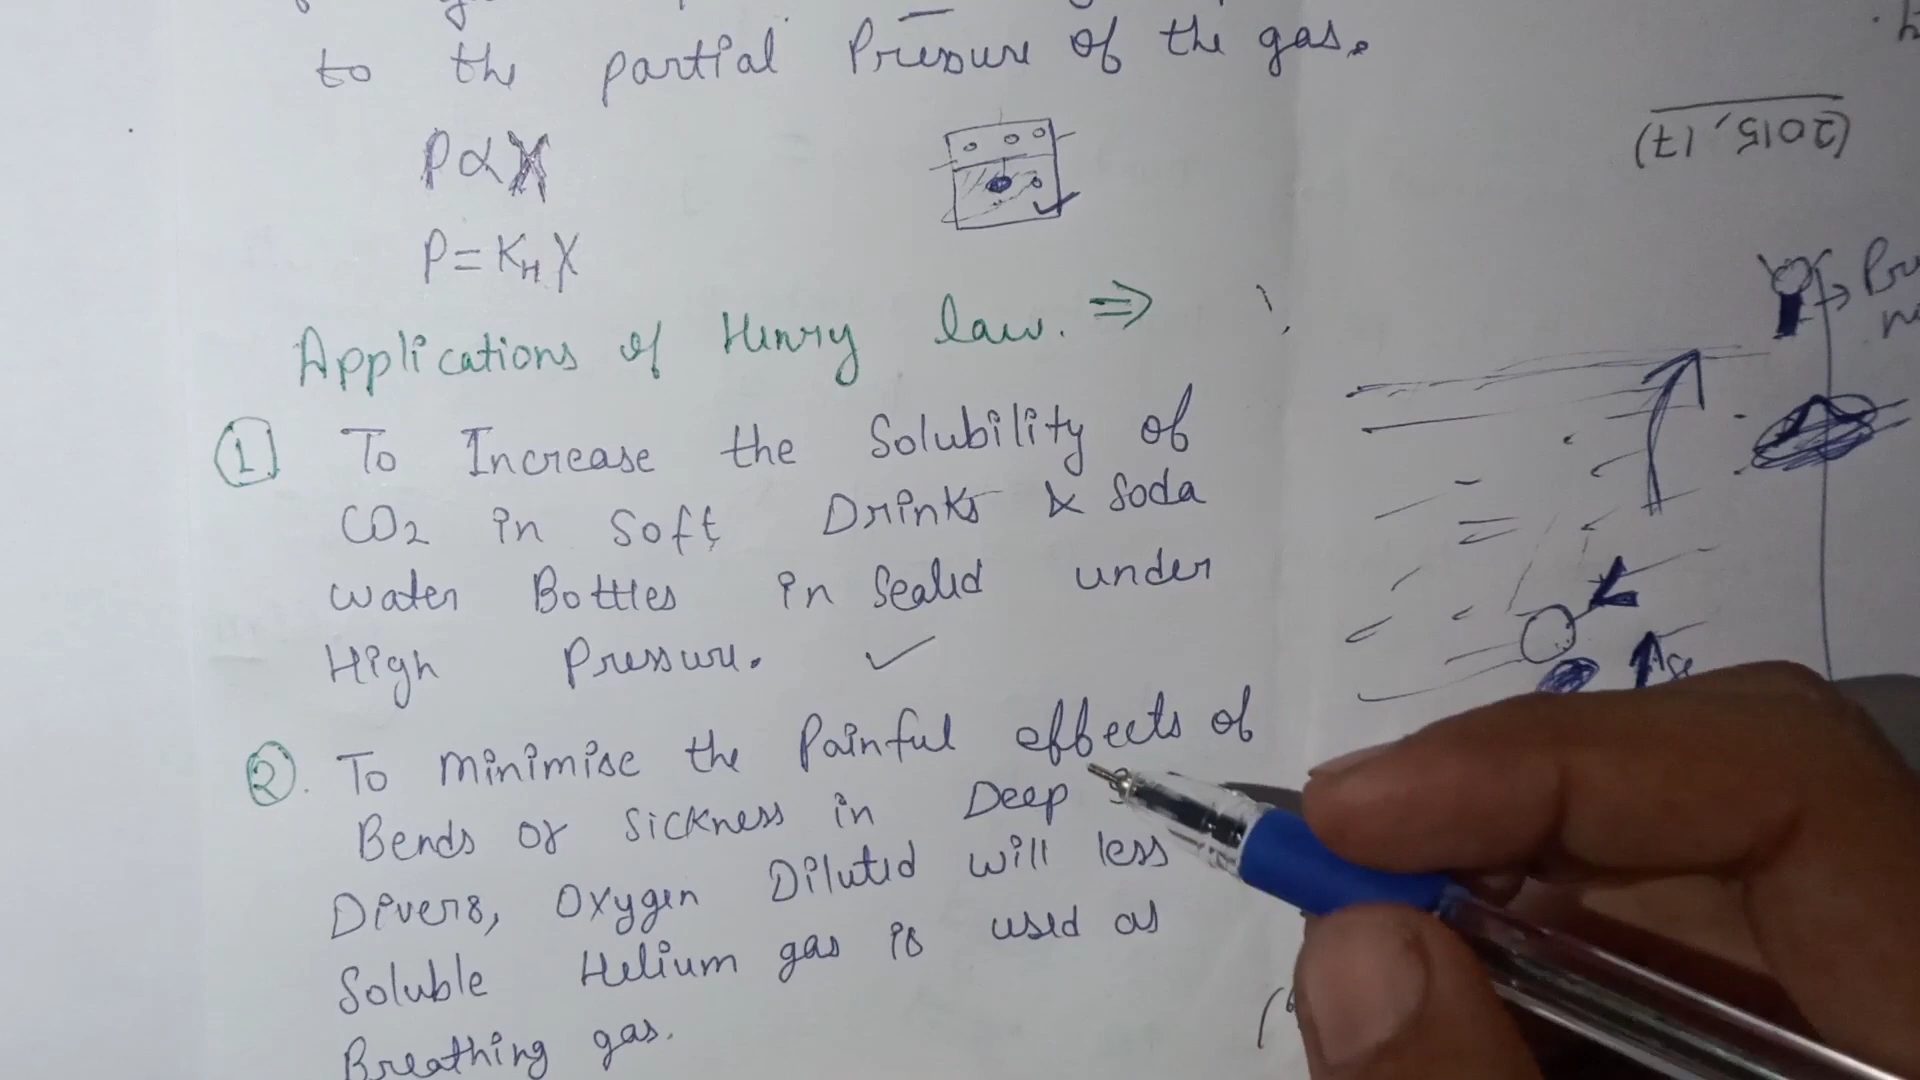 to the partial Pressure of the gas.
P∝X
P=K_H X
Applications of Henry law. ⇒
1 To Increase the Solubility of
CO2 in Soft Drinks & Soda
water Bottles in Sealed under
High Pressure. ✓
2. To minimise the Painful effects of
Bends or Sickness in Deep
Divers, Oxygen Diluted will less
Soluble Helium gas is used as
Breathing gas.
(2015, 17)